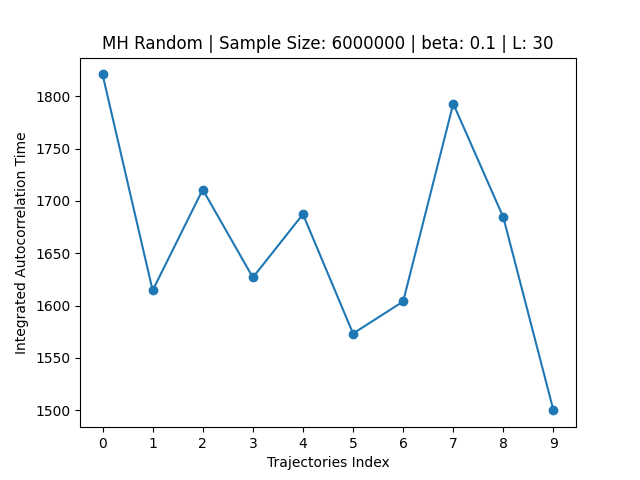 MH Random | Sample Size: 6000000 | beta: 0.1 | L: 30
Integrated Autocorrelation Time
1800
1750
1700
1650
1600
1550
1500
0 1 2 3 4 5 6 7 8 9
Trajectories Index